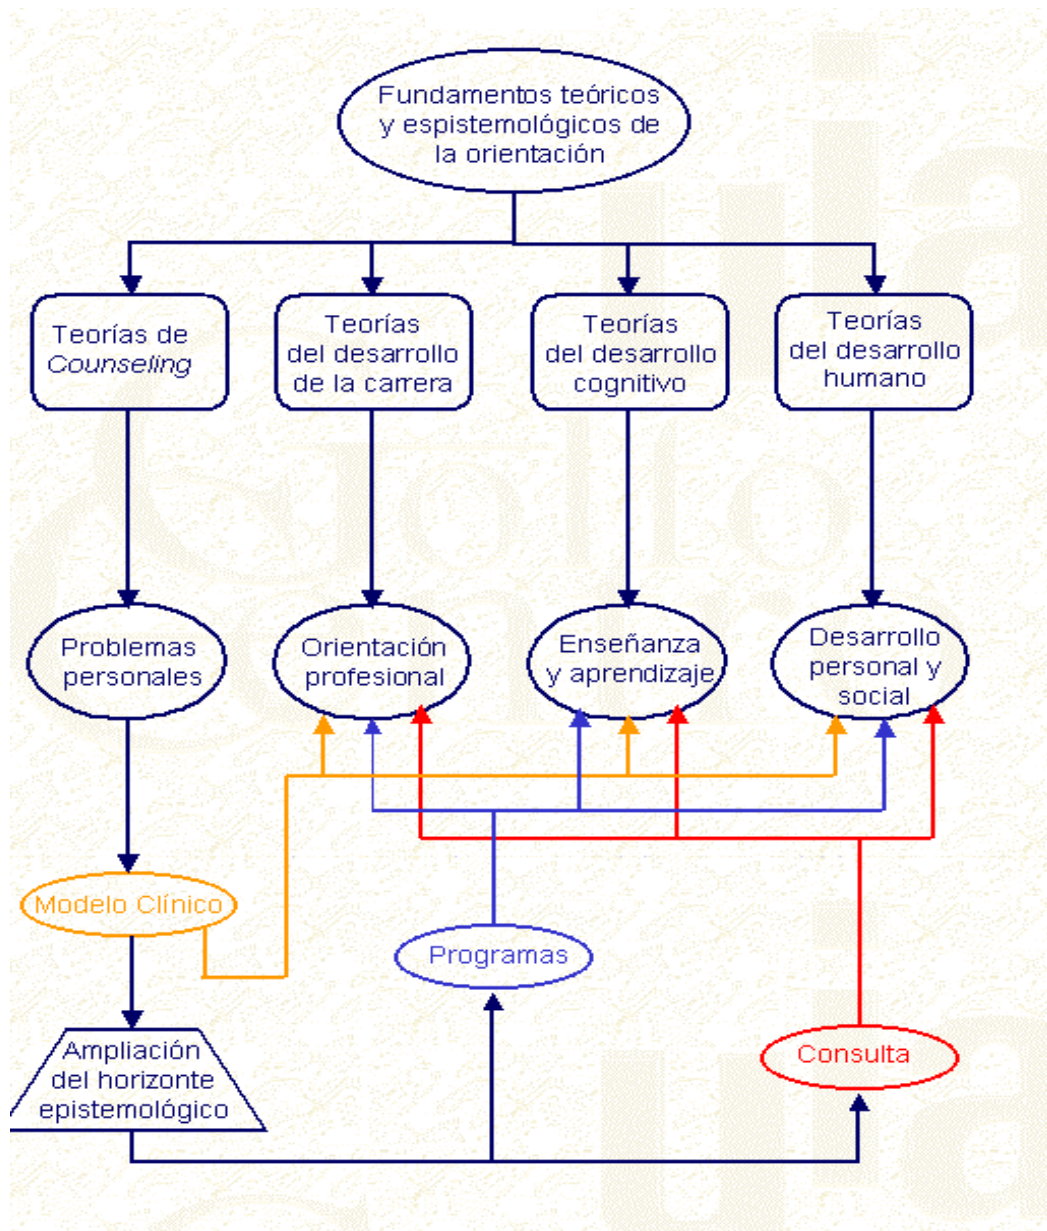 Fundamentos teóricos
y espistemológicos de
la orientación
Teorías de
Counseling
Teorías
del desarrollo
de la carrera
Teorías
del desarrollo
cognitivo
Teorías
del desarrollo
humano
Problemas
personales
Orientación
profesional
Enseñanza
y aprendizaje
Desarrollo
personal y
social
Modelo Clínico
Programas
Consulta
Ampliación
del horizonte
epistemológico